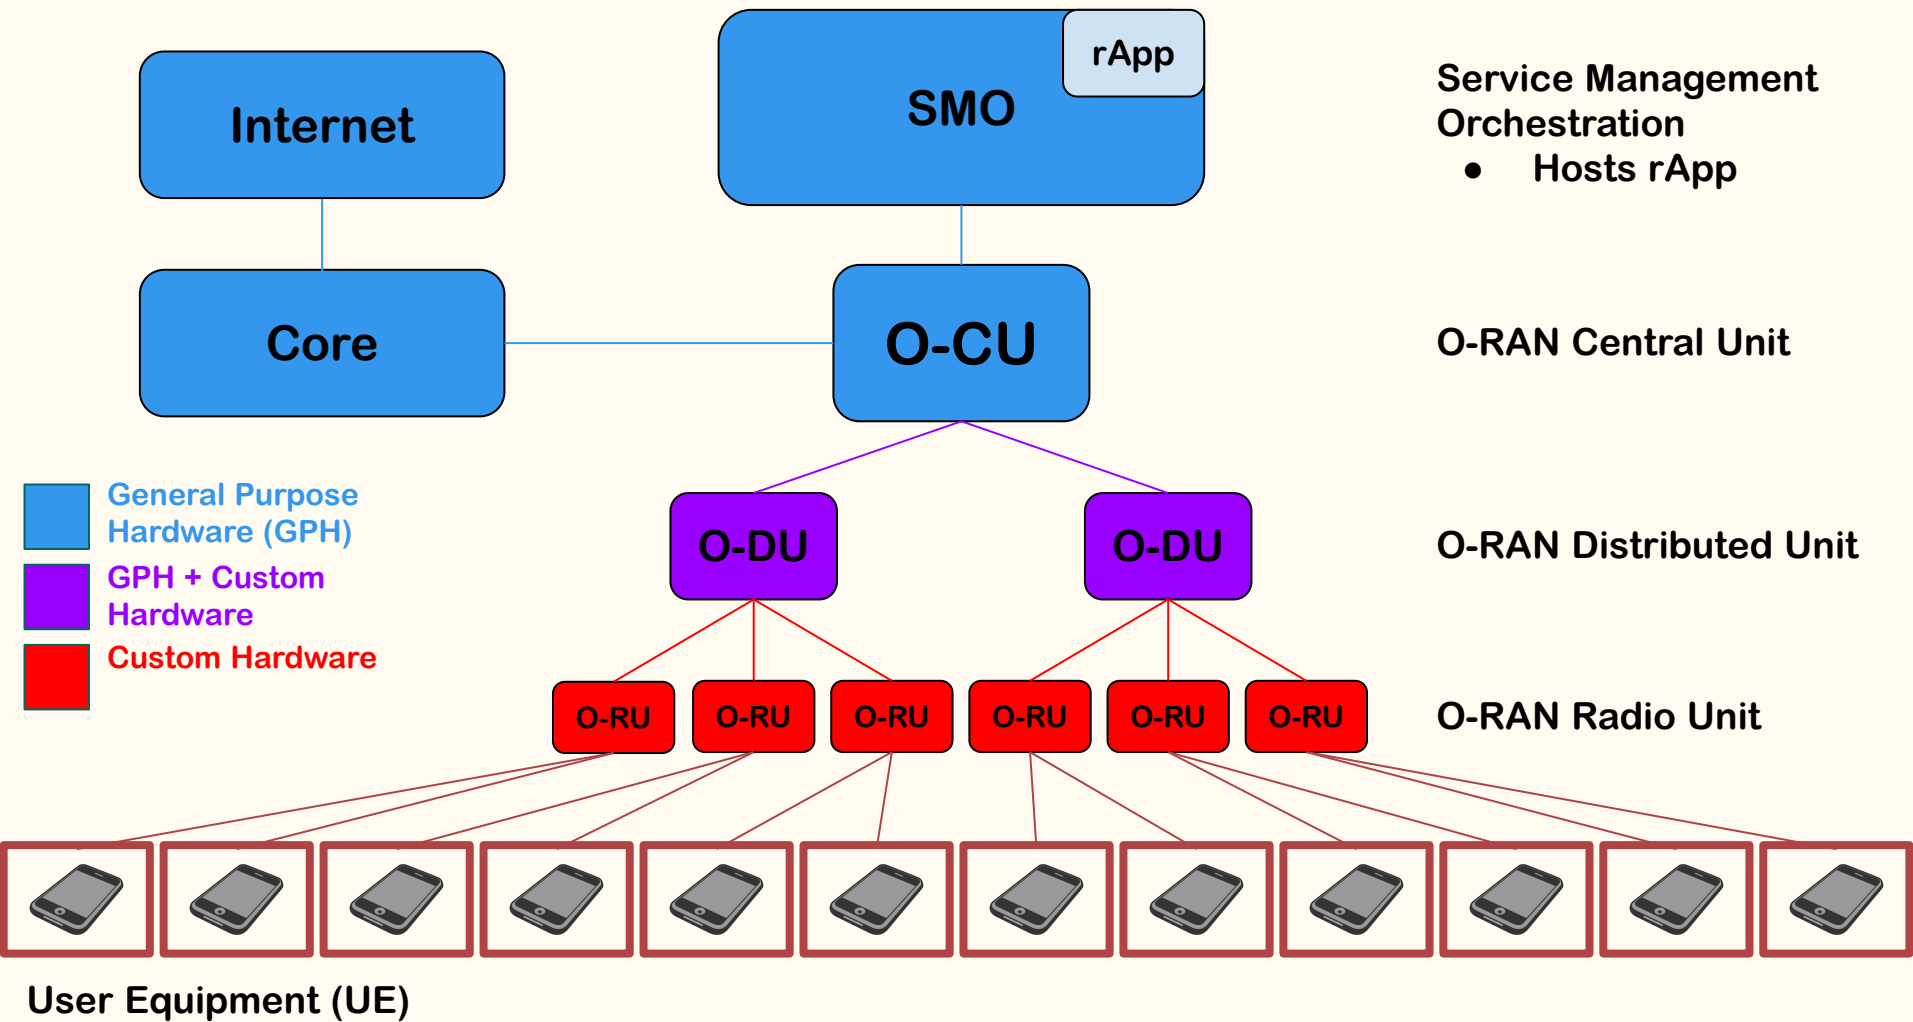 rApp
SMO
Internet
Service Management
Orchestration
● Hosts rApp
Core
O-CU
O-RAN Central Unit
General Purpose
Hardware (GPH)
GPH + Custom
Hardware
Custom Hardware
O-DU
O-DU
O-RAN Distributed Unit
O-RU
O-RU
O-RU
O-RU
O-RU
O-RU
O-RAN Radio Unit
User Equipment (UE)